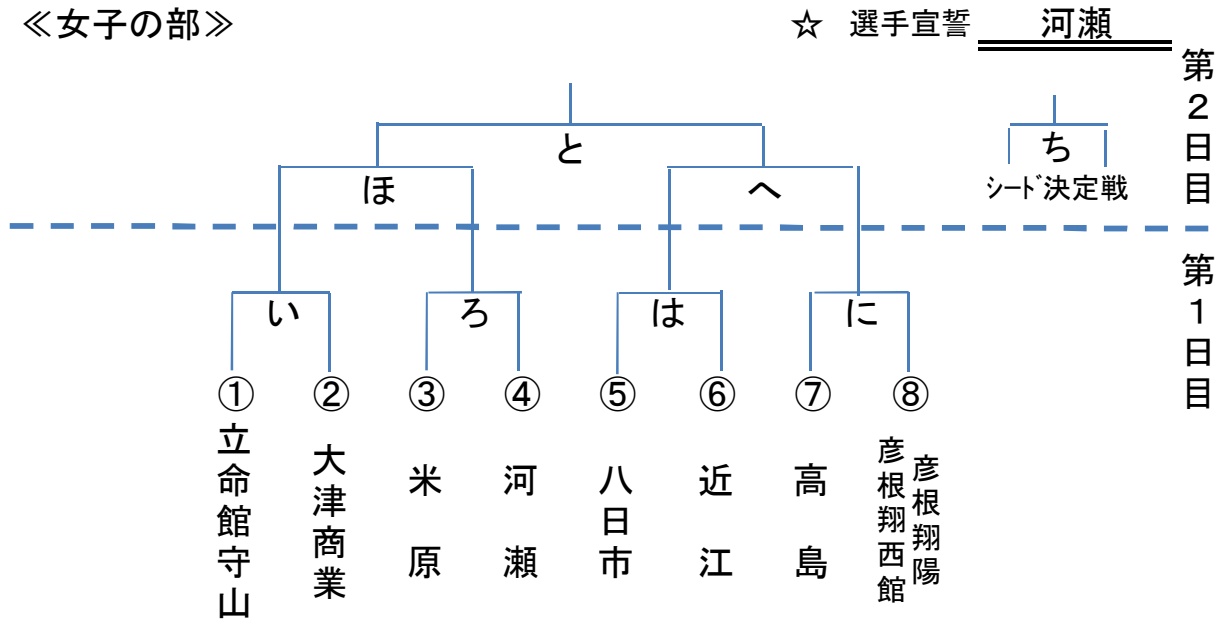 ≪女子の部≫
☆ 選手宣誓 河瀬
第2日目
と
ち
シード決定戦
ほ
へ
第1日目
い
ろ
は
に
① ② ③ ④ ⑤ ⑥ ⑦ ⑧
立命館守山
大津商業
米原
河瀬
八日市
近江
高島
彦根翔陽
彦根翔西館